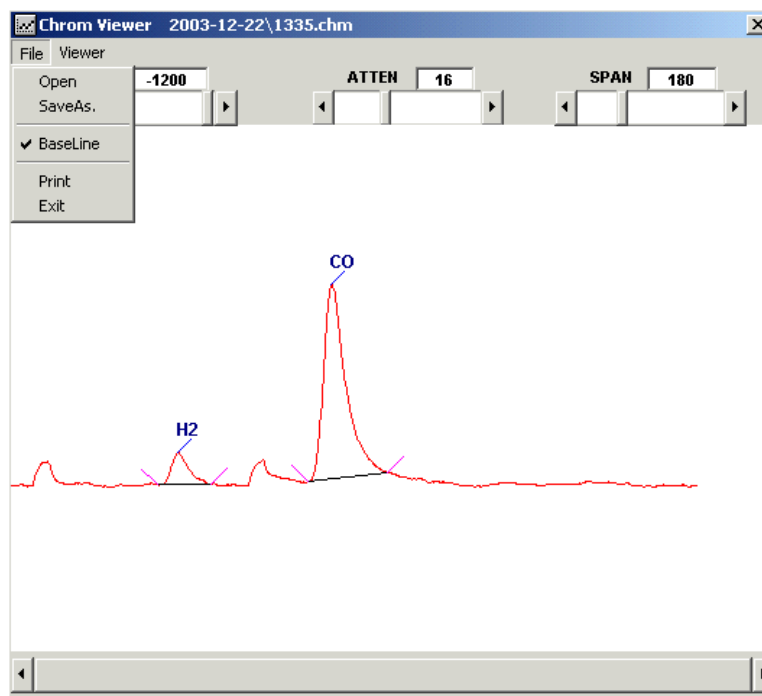 Chrom Viewer 2003-12-22\1335.chm
File Viewer
Open
SaveAs.
BaseLine
Print
Exit
-1200
ATTEN 16
SPAN 180
CO
H2